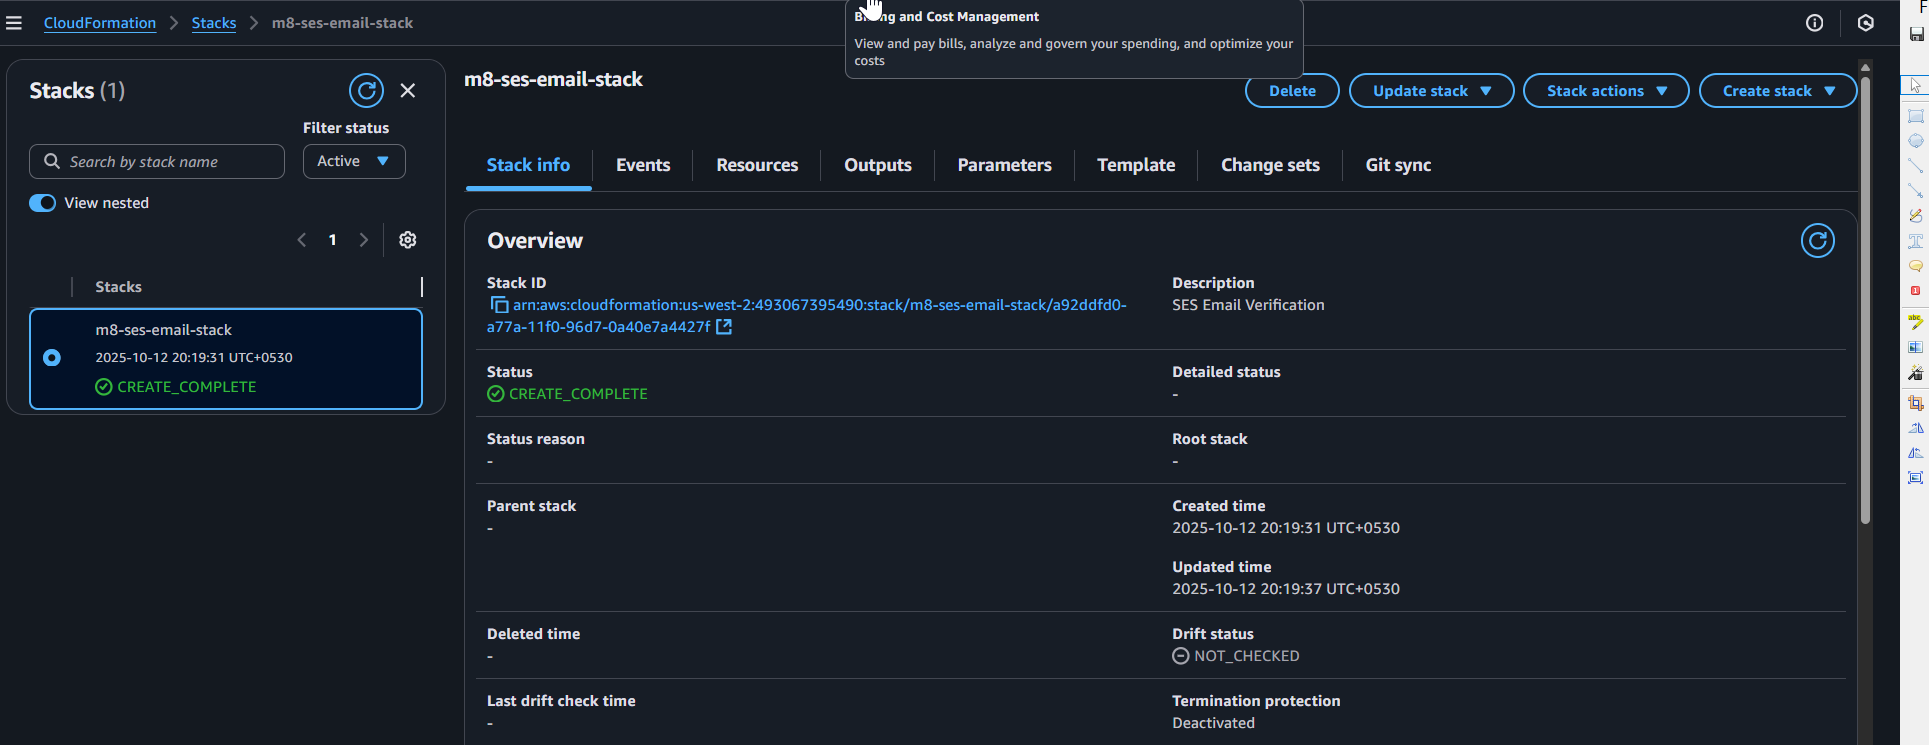 CloudFormation > Stacks > m8-ses-email-stack
Billing and Cost Management
View and pay bills, analyze and govern your spending, and optimize your
costs
F
Stacks (1)
Filter status
Search by stack name
Active
View nested
1
Stacks
m8-ses-email-stack
2025-10-12 20:19:31 UTC+0530
CREATE_COMPLETE
m8-ses-email-stack
Delete
Update stack
Stack actions
Create stack
Stack info
Events
Resources
Outputs
Parameters
Template
Change sets
Git sync
Overview
Stack ID
arn:aws:cloudformation:us-west-2:493067395490:stack/m8-ses-email-stack/a92ddfd0-
a77a-11f0-96d7-0a40e7a4427f
Description
SES Email Verification
Status
CREATE_COMPLETE
Detailed status
-
Status reason
-
Root stack
-
Parent stack
-
Created time
2025-10-12 20:19:31 UTC+0530
Updated time
2025-10-12 20:19:37 UTC+0530
Deleted time
-
Drift status
NOT_CHECKED
Last drift check time
-
Termination protection
Deactivated